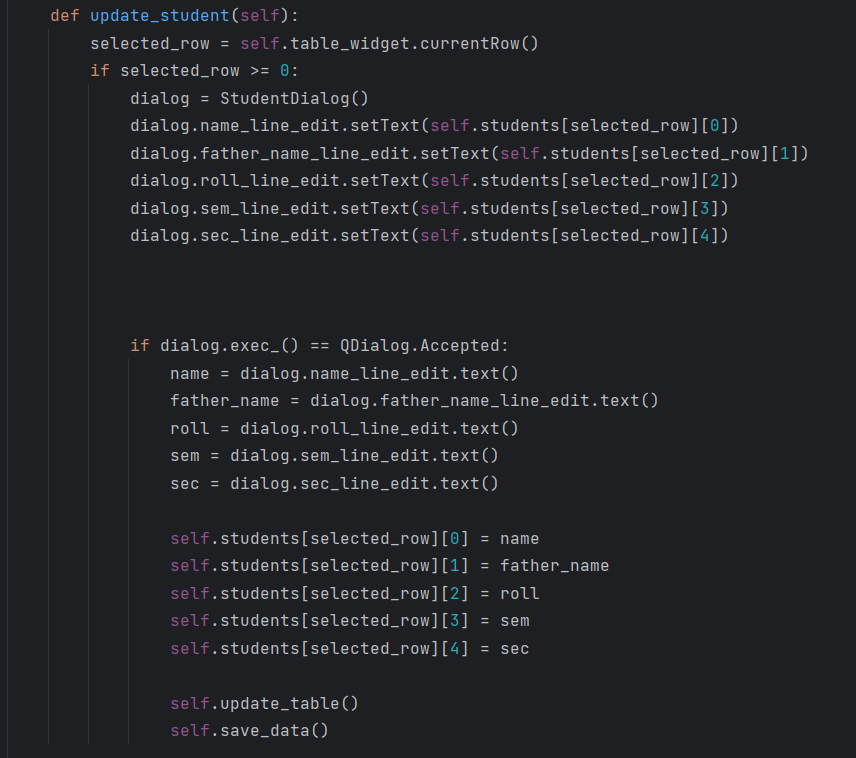 def update_student(self):
    selected_row = self.table_widget.currentRow()
    if selected_row >= 0:
        dialog = StudentDialog()
        dialog.name_line_edit.setText(self.students[selected_row][0])
        dialog.father_name_line_edit.setText(self.students[selected_row][1])
        dialog.roll_line_edit.setText(self.students[selected_row][2])
        dialog.sem_line_edit.setText(self.students[selected_row][3])
        dialog.sec_line_edit.setText(self.students[selected_row][4])
        if dialog.exec_() == QDialog.Accepted:
            name = dialog.name_line_edit.text()
            father_name = dialog.father_name_line_edit.text()
            roll = dialog.roll_line_edit.text()
            sem = dialog.sem_line_edit.text()
            sec = dialog.sec_line_edit.text()
            self.students[selected_row][0] = name
            self.students[selected_row][1] = father_name
            self.students[selected_row][2] = roll
            self.students[selected_row][3] = sem
            self.students[selected_row][4] = sec
            self.update_table()
            self.save_data()